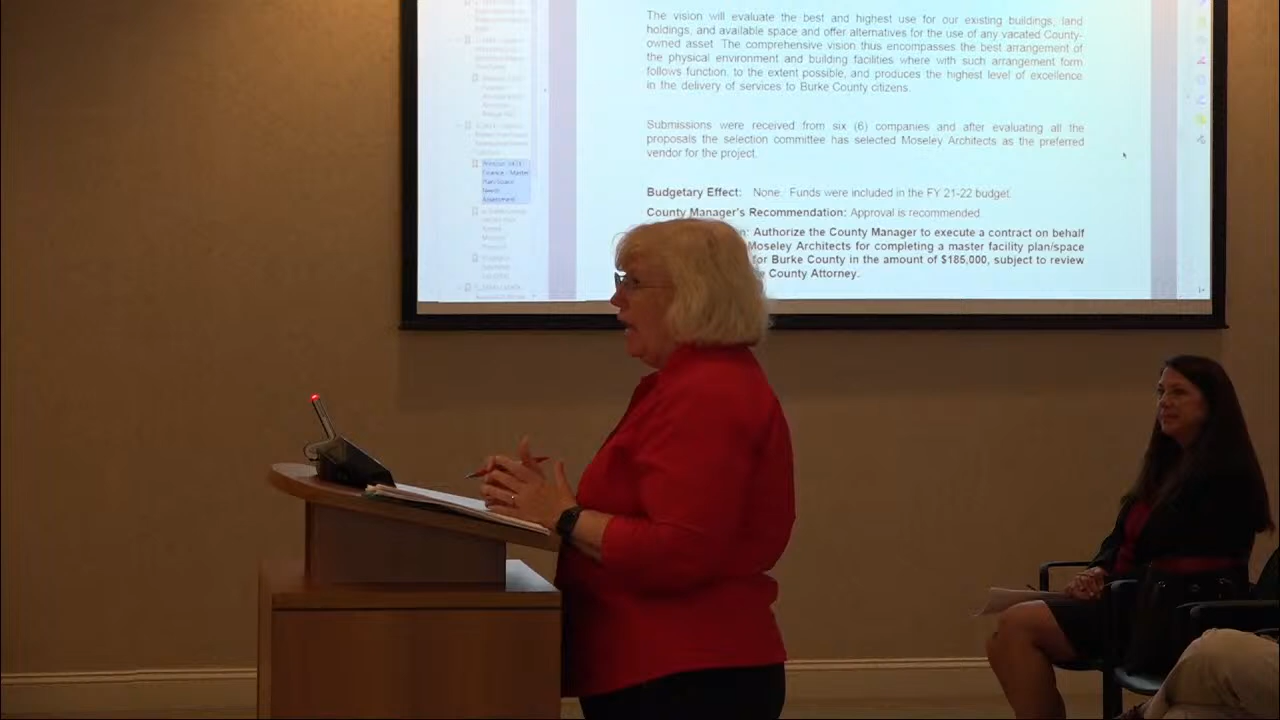 The vision will evaluate the best and highest use for our existing buildings, land
holdings, and available space and offer alternatives for the use of any vacated County-
owned asset. The comprehensive vision thus encompasses the best arrangement of
the physical environment and building facilities where with such arrangement form
follows function, to the extent possible, and produces the highest level of excellence
in the delivery of services to Burke County citizens.
Submissions were received from six (6) companies and after evaluating all the
proposals the selection committee has selected Moseley Architects as the preferred
vendor for the project.
Budgetary Effect: None. Funds were included in the FY 21-22 budget.
County Manager's Recommendation: Approval is recommended.
Authorize the County Manager to execute a contract on behalf
Moseley Architects for completing a master facility plan/space
for Burke County in the amount of $185,000, subject to review
County Attorney.
Finance - Master
Plan/Space
Needs
Assessment